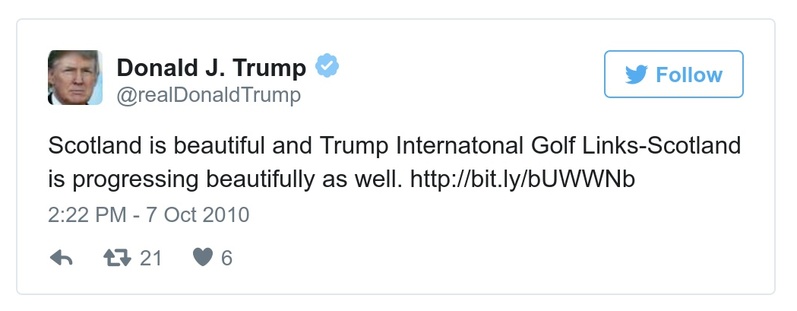 Donald J. Trump
@realDonaldTrump
Follow
Scotland is beautiful and Trump Internatonal Golf Links-Scotland
is progressing beautifully as well. http://bit.ly/bUWWNb
2:22 PM - 7 Oct 2010
21 6